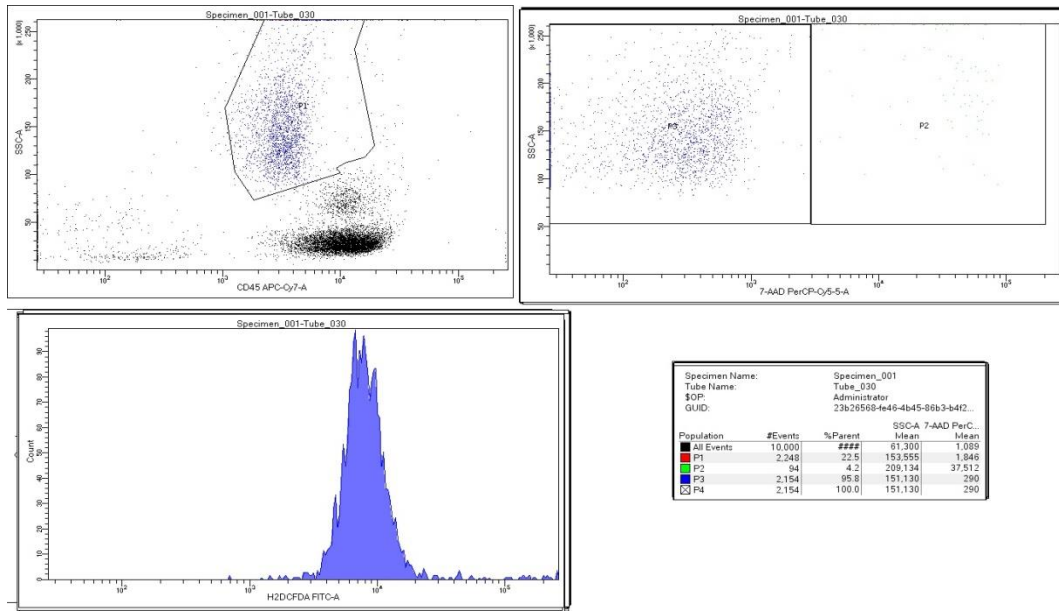 Specimen_001-Tube_030
(x 1,000)
250
200
150
100
50
SSC-A
P1
10² 10³ 10⁴ 10⁵
CD45 APC-Cy7-A
Specimen_001-Tube_030
(x 1,000)
250
200
150
100
50
SSC-A
P3
P2
10² 10³ 10⁴ 10⁵
7-AAD PerCP-Cy5-5-A
Specimen_001-Tube_030
90
80
70
60
50
40
30
20
10
0
Count
10² 10³ 10⁴ 10⁵
H2DCFDA FITC-A
Specimen Name: Specimen_001
Tube Name: Tube_030
$OP: Administrator
GUID: 23b26568-fe46-4b45-86b3-b4f2...
SSC-A 7-AAD PerC...
Population #Events %Parent Mean Mean
All Events 10,000 #### 61,300 1,089
P1 2,248 22.5 153,555 1,846
P2 94 4.2 209,134 37,512
P3 2,154 95.8 151,130 290
P4 2,154 100.0 151,130 290